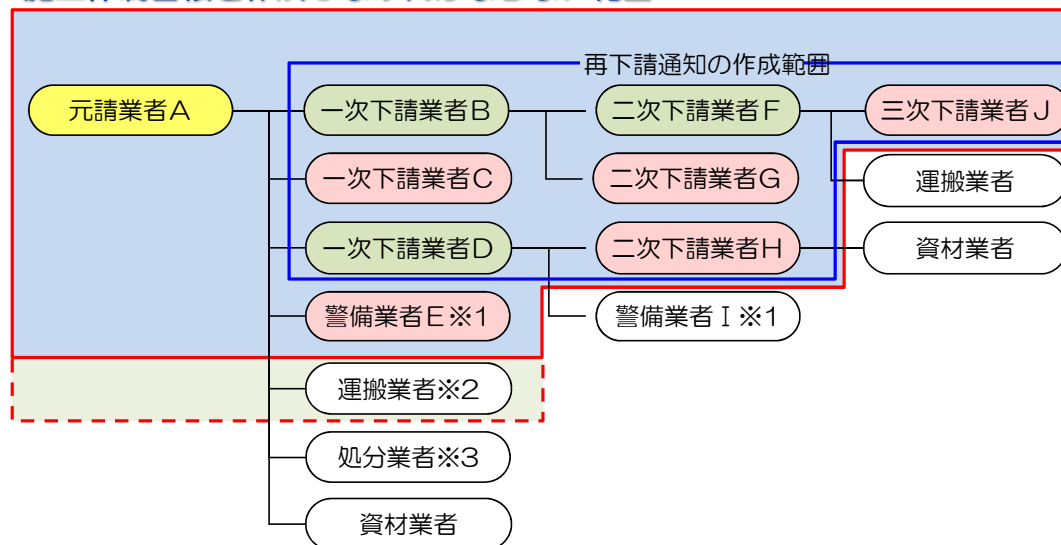 再下請通知の作成範囲
元請業者A
一次下請業者B
二次下請業者F
三次下請業者J
一次下請業者C
二次下請業者G
運搬業者
一次下請業者D
二次下請業者H
資材業者
警備業者E※1
警備業者I※1
運搬業者※2
処分業者※3
資材業者